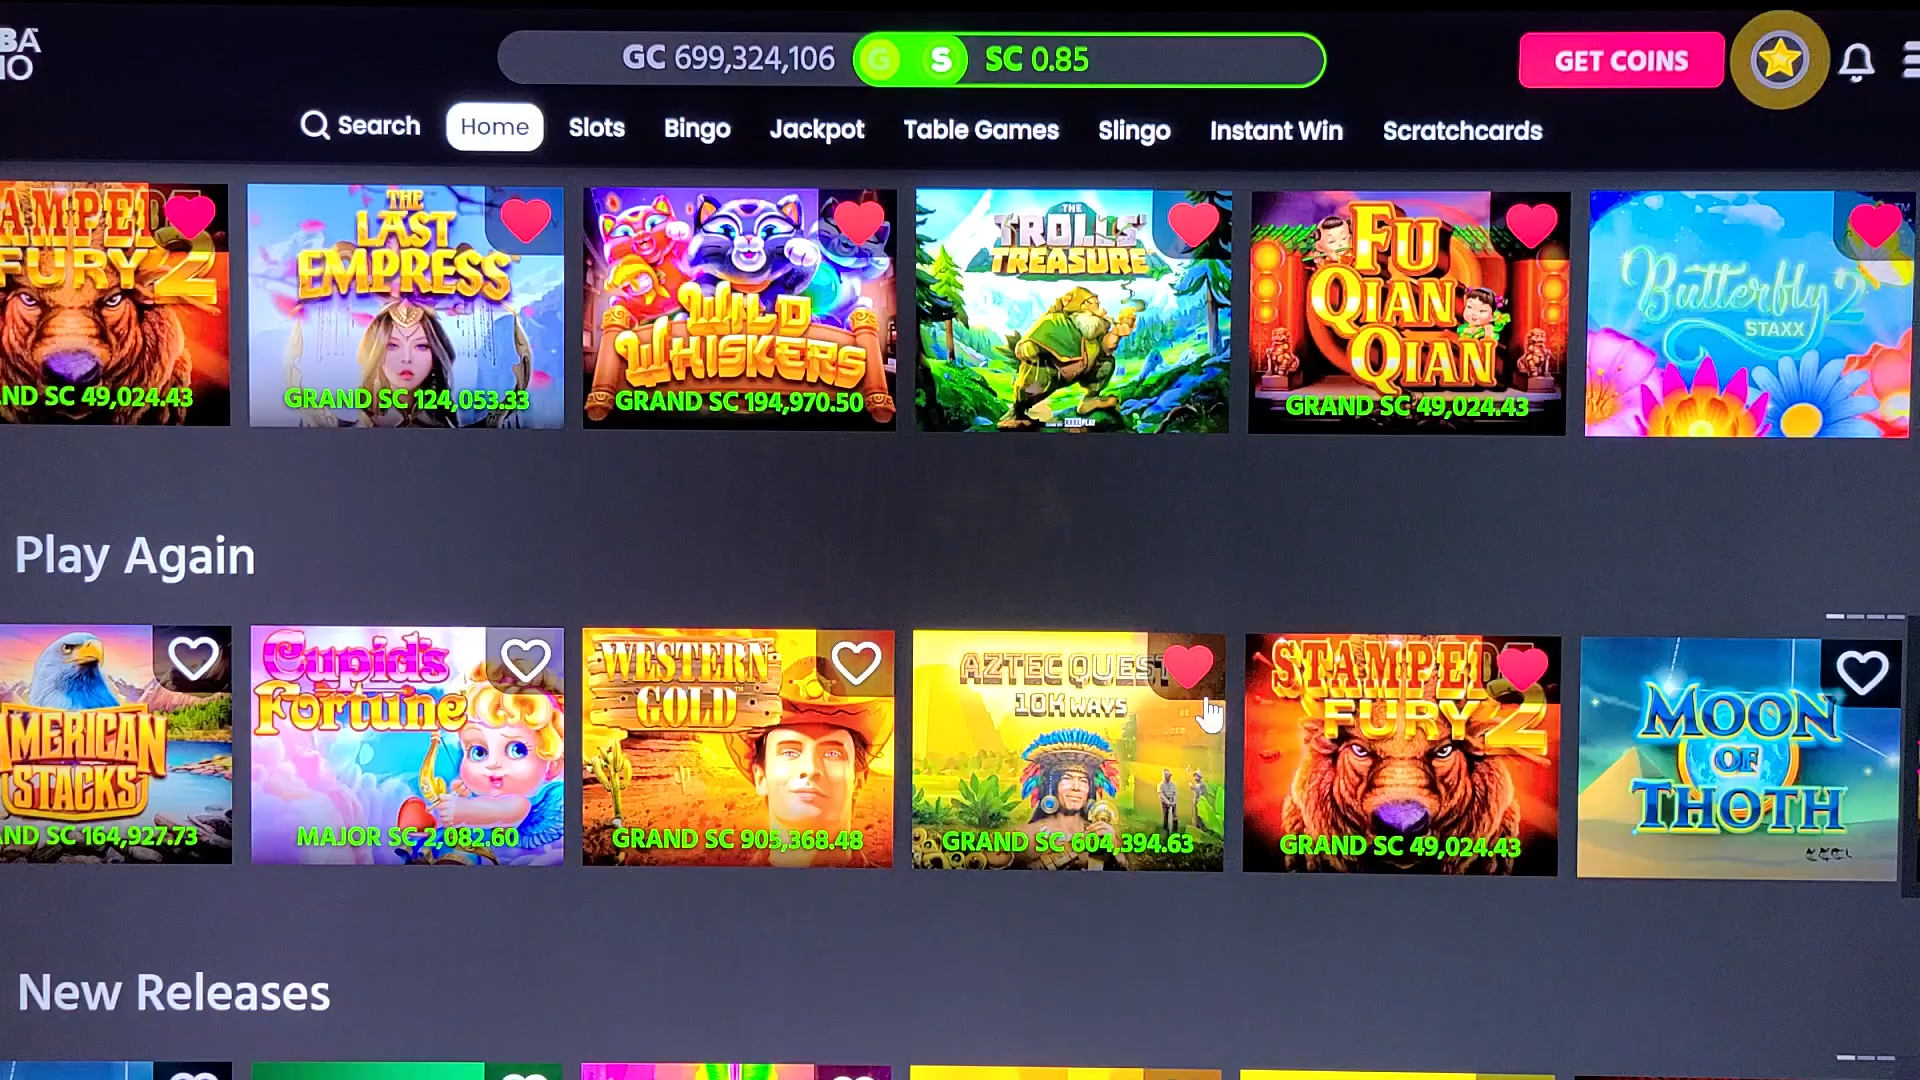 BA
IO
GC 699,324,106
G
S
SC 0.85
GET COINS
Search
Home
Slots
Bingo
Jackpot
Table Games
Slingo
Instant Win
Scratchcards
AMPED
FURY 2
ND SC 49,024.43
THE
LAST
EMPRESS
GRAND SC 124,053.33
WILD
WHISKERS
GRAND SC 194,970.50
THE
TROLLS
TREASURE
FU
QIAN
QIAN
GRAND SC 49,024.43
Butterfly 2
STAXX
Play Again
AMERICAN
STACKS
ND SC 164,927.73
Cupid's
Fortune
MAJOR SC 2,082.60
WESTERN
GOLD
GRAND SC 905,368.48
AZTEC QUEST
10K WAYS
GRAND SC 604,394.63
STAMPED
FURY 2
GRAND SC 49,024.43
MOON
OF
THOTH
New Releases